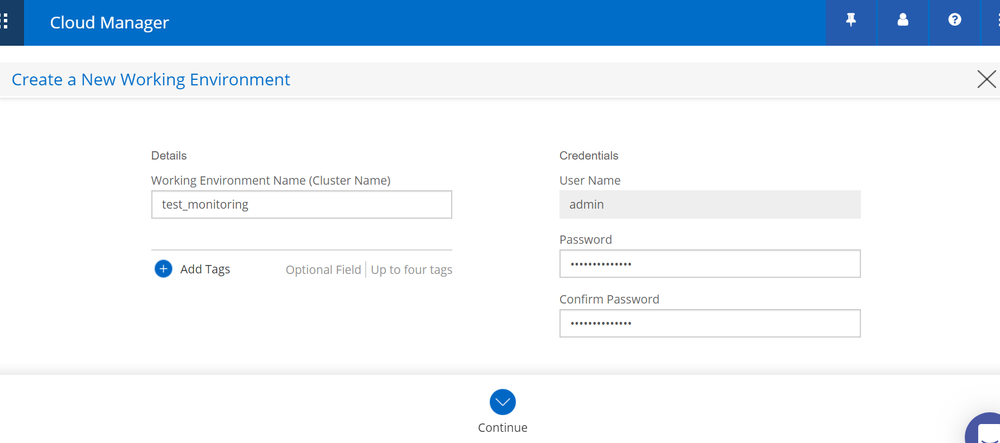 Cloud Manager
Create a New Working Environment
Details
Working Environment Name (Cluster Name)
test_monitoring
Add Tags
Optional Field | Up to four tags
Credentials
User Name
admin
Password
••••••••••••••
Confirm Password
••••••••••••••
Continue